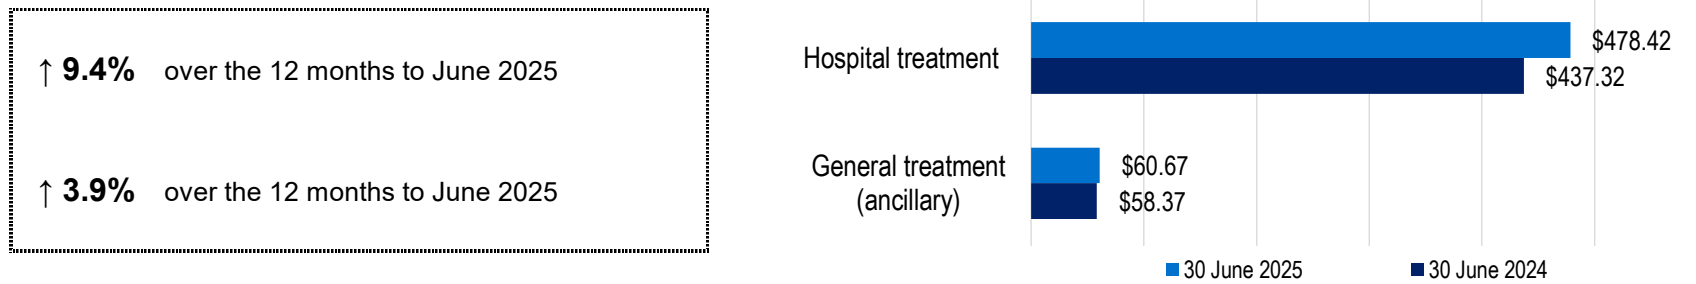 ↑ 9.4% over the 12 months to June 2025
↑ 3.9% over the 12 months to June 2025
Hospital treatment
$478.42
$437.32
General treatment
(ancillary)
$60.67
$58.37
30 June 2025
30 June 2024